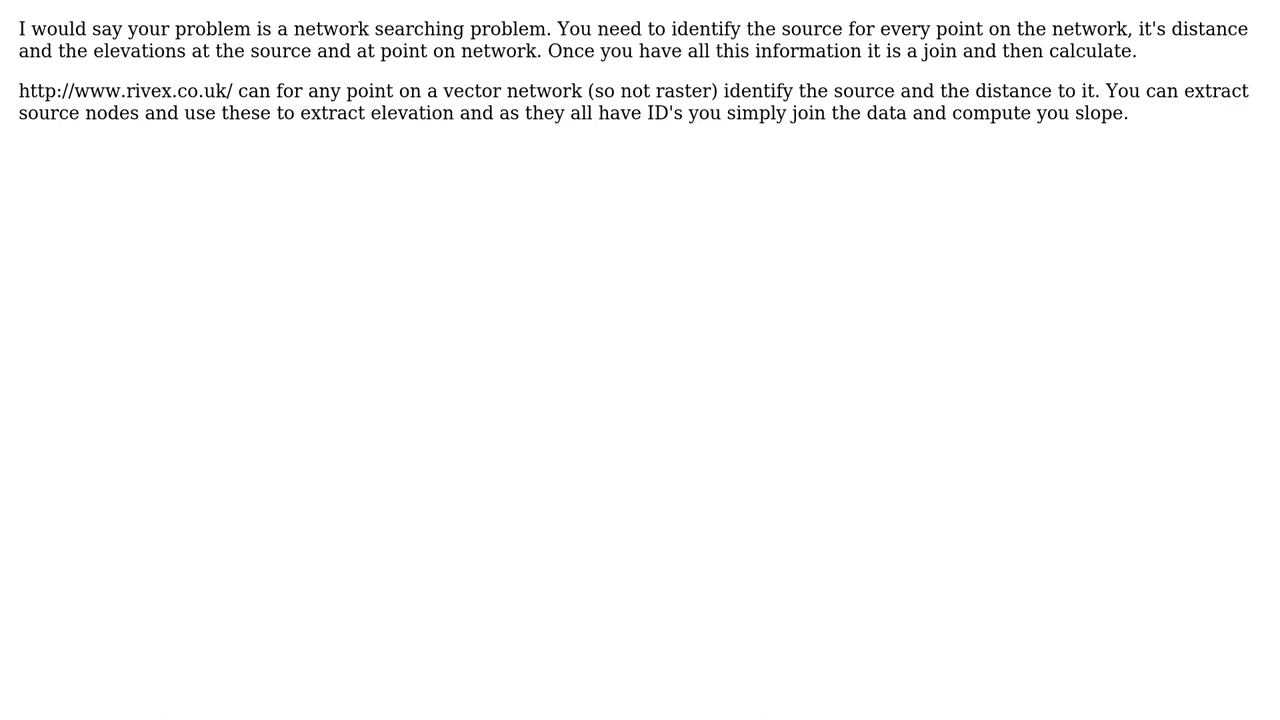 I would say your problem is a network searching problem. You need to identify the source for every point on the network, it's distance
and the elevations at the source and at point on network. Once you have all this information it is a join and then calculate.
http://www.rivex.co.uk/ can for any point on a vector network (so not raster) identify the source and the distance to it. You can extract
source nodes and use these to extract elevation and as they all have ID's you simply join the data and compute you slope.